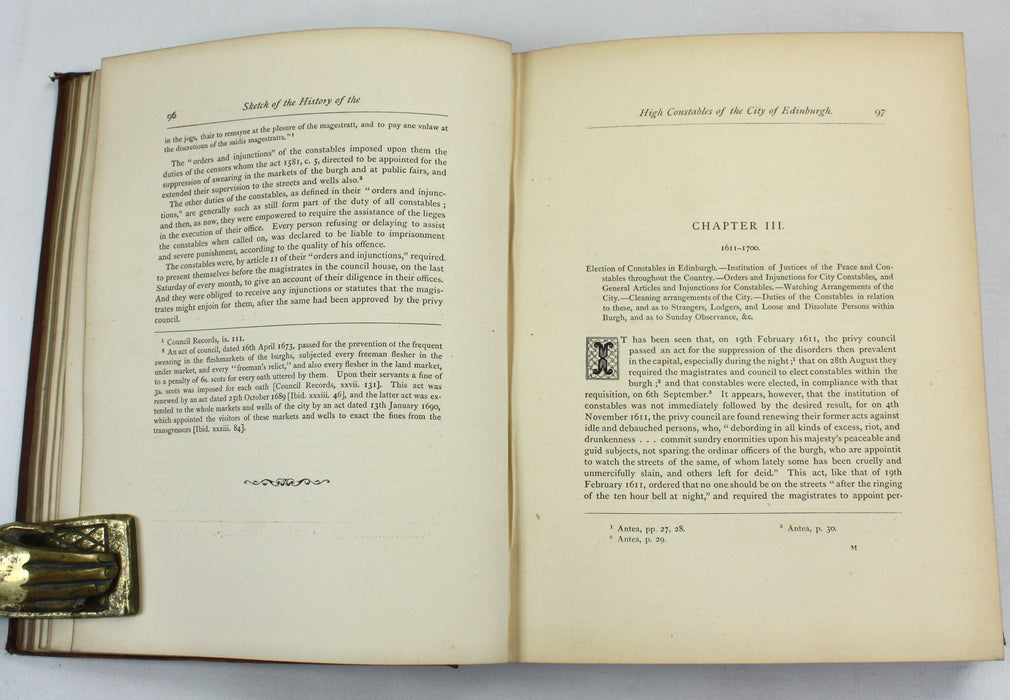 96
Sketch of the History of the
in the jogs, thair to remayne at the plesure of the magestratt, and to pay ane vnlaw at
the discretioun of the saidis magestratts."¹
The "orders and injunctions" of the constables imposed upon them the
duties of the censors whom the act 1581, c. 5, directed to be appointed for the
suppression of swearing in the markets of the burgh and at public fairs, and
extended their supervision to the streets and wells also.²
The other duties of the constables, as defined in their "orders and injunc-
tions," are generally such as still form part of the duty of all constables;
and then, as now, they were empowered to require the assistance of the lieges
in the execution of their office. Every person refusing or delaying to assist
the constables when called on, was declared to be liable to imprisonment
and severe punishment, according to the quality of his offence.
The constables were, by article 11 of their "orders and injunctions," required.
to present themselves before the magistrates in the council house, on the last
Saturday of every month, to give an account of their diligence in their offices.
And they were obliged to receive any injunctions or statutes that the magis-
trates might enjoin for them, after the same had been approved by the privy
council.
¹ Council Records, ix. 111.
² An act of council, dated 16th April 1673, passed for the prevention of the frequent
swearing in the fleshmarkets of the burghs, subjected every freeman flesher in the
under market, and every "freeman's relict," and also every flesher in the land market,
to a penalty of 6s. scots for every oath uttered by them. Upon their servants a fine of
3s. scots was imposed for each oath [Council Records, xxvii. 131]. This act was
renewed by an act dated 25th October 1689 [Ibid. xxxiii. 46], and the latter act was ex-
tended to the whole markets and wells of the city by an act dated 13th January 1690,
which appointed the visitors of these markets and wells to exact the fines from the
transgressors [Ibid. xxxiii. 84].
High Constables of the City of Edinburgh.
97
CHAPTER III.
1611–1700.
Election of Constables in Edinburgh.—Institution of Justices of the Peace and Con-
stables throughout the Country.—Orders and Injunctions for City Constables, and
General Articles and Injunctions for Constables.—Watching Arrangements of the
City.—Cleaning arrangements of the City.—Duties of the Constables in relation
to these, and as to Strangers, Lodgers, and Loose and Dissolute Persons within
Burgh, and as to Sunday Observance, &c.
IT has been seen that, on 19th February 1611, the privy council
passed an act for the suppression of the disorders then prevalent
in the capital, especially during the night;¹ that on 28th August they
required the magistrates and council to elect constables within the
burgh;² and that constables were elected, in compliance with that
requisition, on 6th September.³ It appears, however, that the institution of
constables was not immediately followed by the desired result, for on 4th
November 1611, the privy council are found renewing their former acts against
idle and debauched persons, who, "debording in all kinds of excess, riot, and
drunkenness . . . commit sundry enormities upon his majesty's peaceable and
guid subjects, not sparing the ordinar officers of the burgh, who are appointit
to watch the streets of the same, of whom lately some has been cruelly and
unmercifully slain, and others left for deid." This act, like that of 19th
February 1611, ordered that no one should be on the streets "after the ringing
of the ten hour bell at night," and required the magistrates to appoint per-
¹ Antea, pp. 27, 28.
³ Antea, p. 30.
² Antea, p. 29.
M